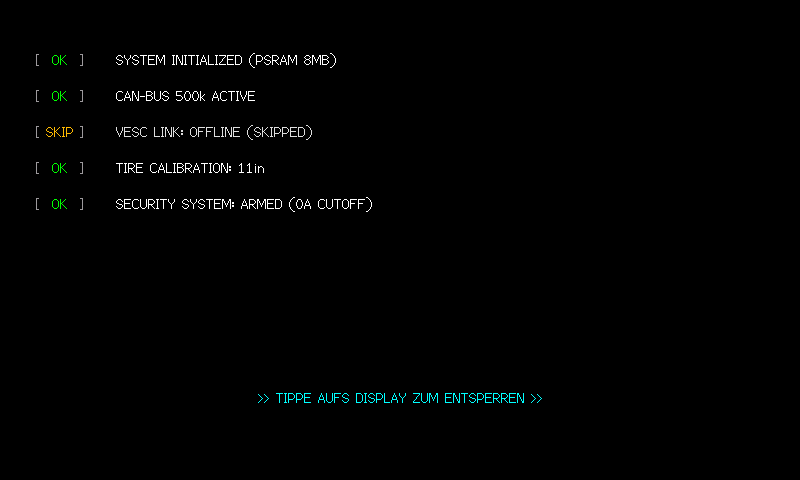 [ OK ] SYSTEM INITIALIZED (PSRAM 8MB)
[ OK ] CAN-BUS 500k ACTIVE
[ SKIP ] VESC LINK: OFFLINE (SKIPPED)
[ OK ] TIRE CALIBRATION: 11in
[ OK ] SECURITY SYSTEM: ARMED (0A CUTOFF)
>> TIPPE AUFS DISPLAY ZUM ENTSPERREN >>